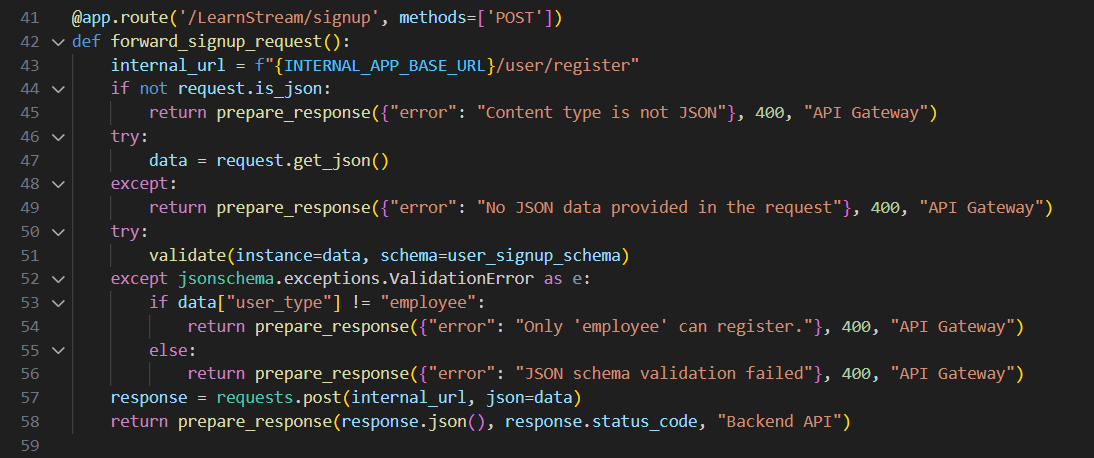 41 @app.route('/LearnStream/signup', methods=['POST'])
42 def forward_signup_request():
43     internal_url = f"{INTERNAL_APP_BASE_URL}/user/register"
44     if not request.is_json:
45         return prepare_response({"error": "Content type is not JSON"}, 400, "API Gateway")
46     try:
47         data = request.get_json()
48     except:
49         return prepare_response({"error": "No JSON data provided in the request"}, 400, "API Gateway")
50     try:
51         validate(instance=data, schema=user_signup_schema)
52     except jsonschema.exceptions.ValidationError as e:
53         if data["user_type"] != "employee":
54             return prepare_response({"error": "Only 'employee' can register."}, 400, "API Gateway")
55         else:
56             return prepare_response({"error": "JSON schema validation failed"}, 400, "API Gateway")
57     response = requests.post(internal_url, json=data)
58     return prepare_response(response.json(), response.status_code, "Backend API")
59